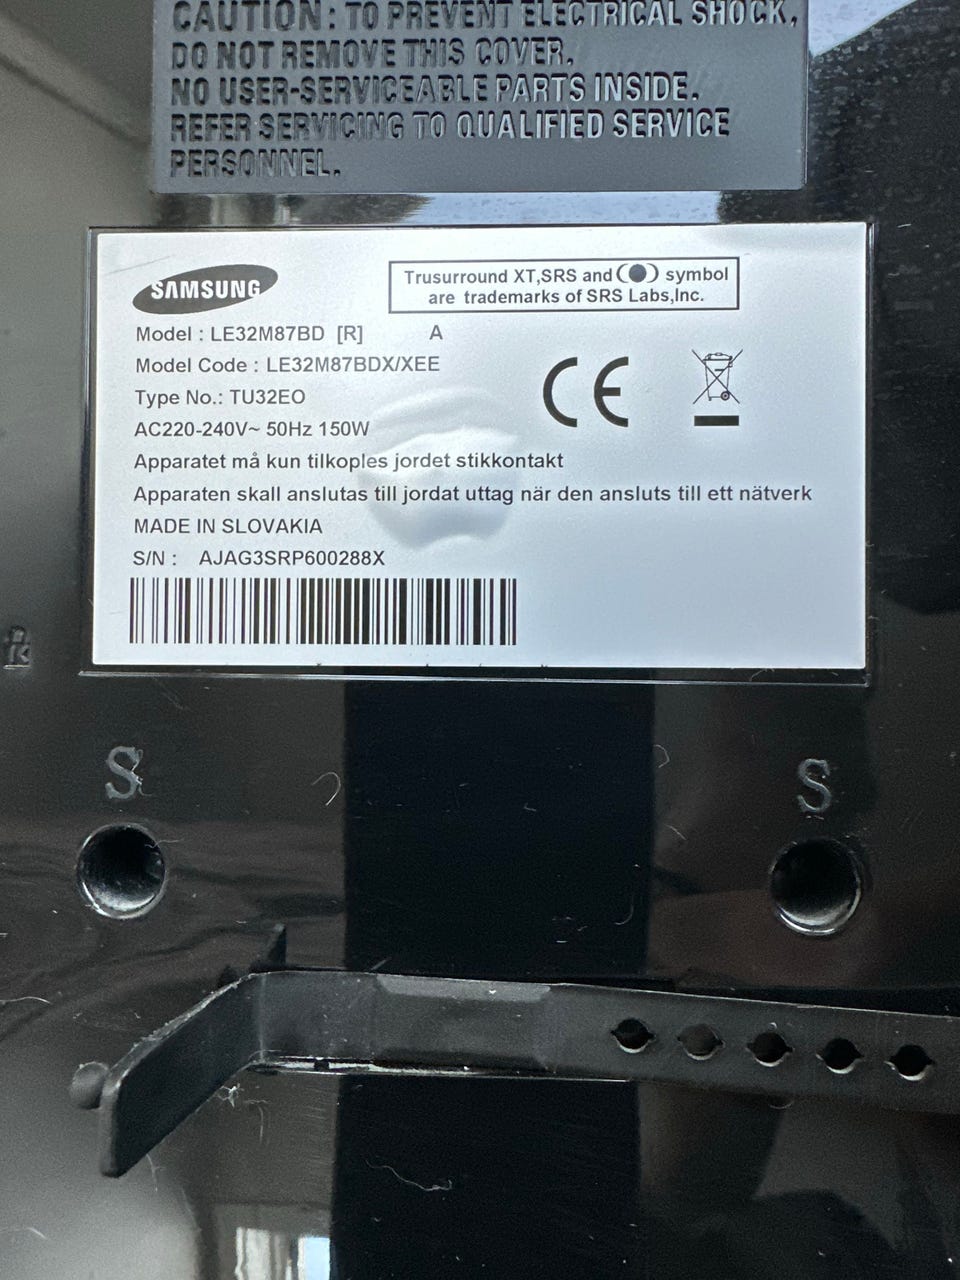 CAUTION: TO PREVENT ELECTRICAL SHOCK,
DO NOT REMOVE THIS COVER.
NO USER-SERVICEABLE PARTS INSIDE.
REFER SERVICING TO QUALIFIED SERVICE
PERSONNEL.
SAMSUNG
Trusurround XT,SRS and symbol
are trademarks of SRS Labs,Inc.
Model : LE32M87BD [R] A
Model Code : LE32M87BDX/XEE
Type No.: TU32EO
AC220-240V~ 50Hz 150W
CE
Apparatet må kun tilkoples jordet stikkontakt
Apparaten skall anslutas till jordat uttag när den ansluts till ett nätverk
MADE IN SLOVAKIA
S/N : AJAG3SRP600288X
S S